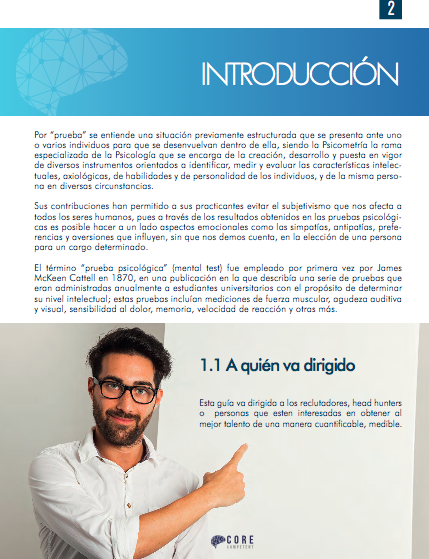 2
INTRODUCCIÓN
Por "prueba" se entiende una situación previamente estructurada que se presenta ante uno
o varios individuos para que se desenvuelvan dentro de ella, siendo la Psicometría la rama
especializada de la Psicología que se encarga de la creación, desarrollo y puesta en vigor
de diversos instrumentos orientados a identificar, medir y evaluar las características intelec-
tuales, axiológicas, de habilidades y de personalidad de los individuos, y de la misma perso-
na en diversas circunstancias.
Sus contribuciones han permitido a sus practicantes evitar el subjetivismo que nos afecta a
todos los seres humanos, pues a través de los resultados obtenidos en las pruebas psicológi-
cas es posible hacer a un lado aspectos emocionales como las simpatías, antipatías, prefe-
rencias y aversiones que influyen, sin que nos demos cuenta, en la elección de una persona
para un cargo determinado.
El término "prueba psicológica" (mental test) fue empleado por primera vez por James
McKeen Cattell en 1870, en una publicación en la que describía una serie de pruebas que
eran administradas anualmente a estudiantes universitarios con el propósito de determinar
su nivel intelectual; estas pruebas incluían mediciones de fuerza muscular, agudeza auditiva
y visual, sensibilidad al dolor, memoria, velocidad de reacción y otras más.
1.1 A quién va dirigido
Esta guía va dirigida a los reclutadores, head hunters
o personas que esten interesadas en obtener al
mejor talento de una manera cuantificable, medible.
CORE
COMPETENT